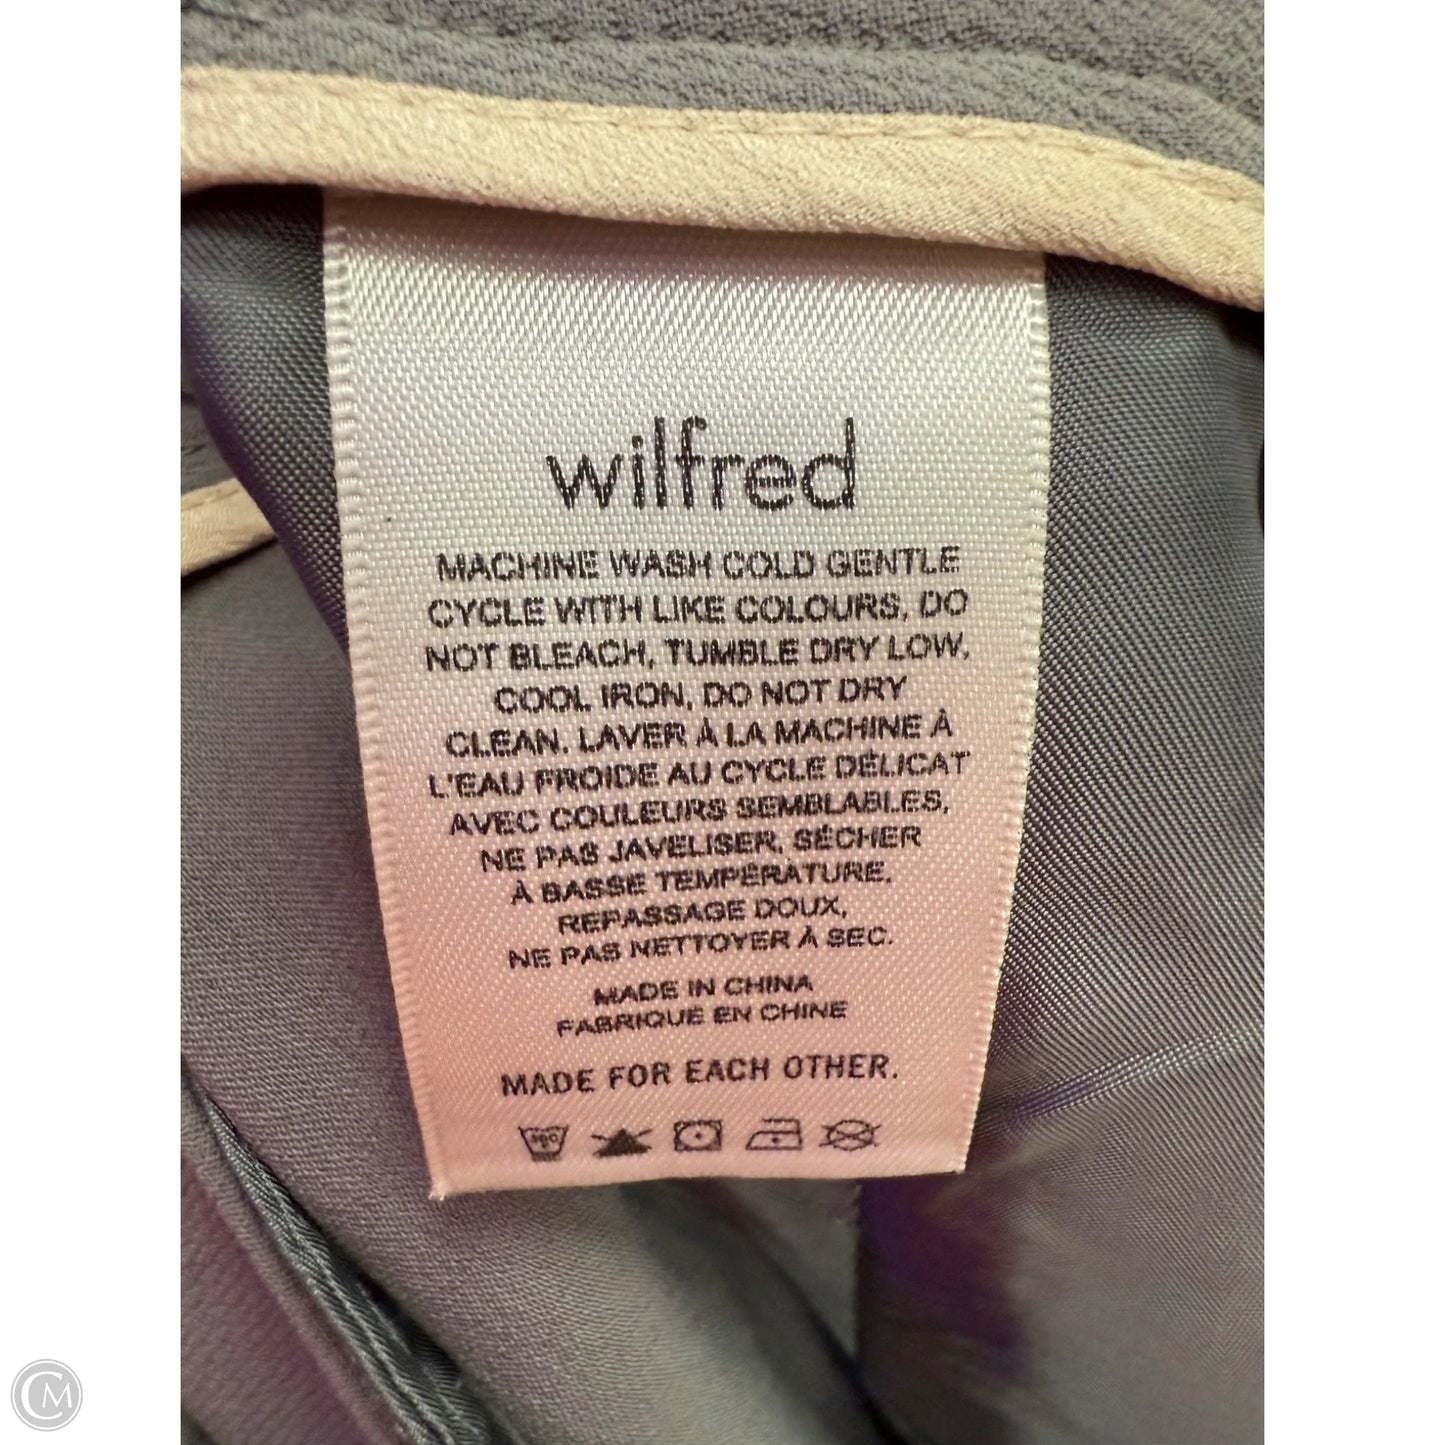 wilfred
MACHINE WASH COLD GENTLE
CYCLE WITH LIKE COLOURS, DO
NOT BLEACH, TUMBLE DRY LOW,
COOL IRON, DO NOT DRY
CLEAN. LAVER À LA MACHINE À
L'EAU FROIDE AU CYCLE DÉLICAT
AVEC COULEURS SEMBLABLES,
NE PAS JAVELISER, SÉCHER
À BASSE TEMPÉRATURE,
REPASSAGE DOUX,
NE PAS NETTOYER À SEC.
MADE IN CHINA
FABRIQUÉ EN CHINE
MADE FOR EACH OTHER.
30C
CM